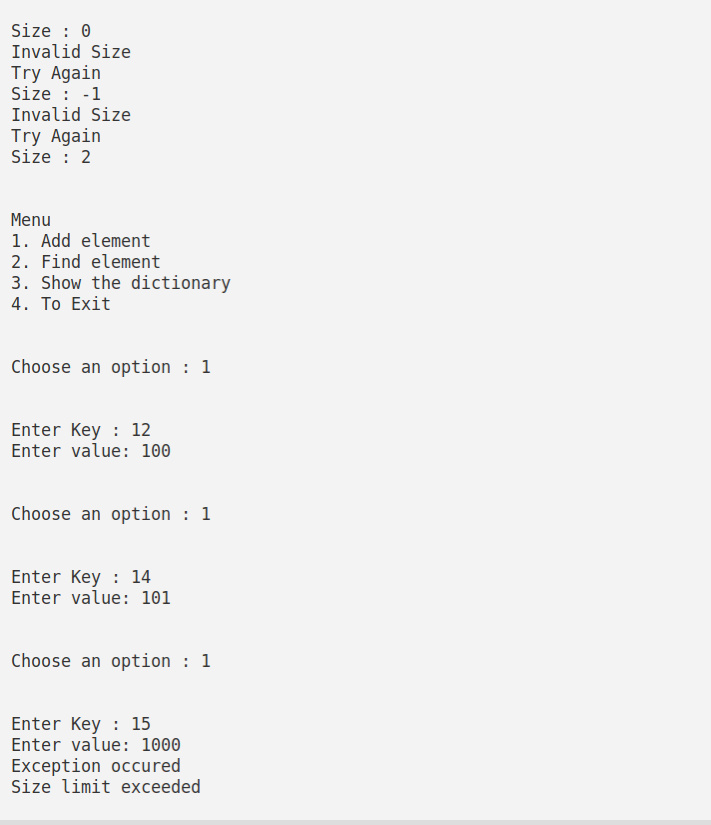 Size : 0
Invalid Size
Try Again
Size : -1
Invalid Size
Try Again
Size : 2
Menu
1. Add element
2. Find element
3. Show the dictionary
4. To Exit
Choose an option : 1
Enter Key : 12
Enter value: 100
Choose an option : 1
Enter Key : 14
Enter value: 101
Choose an option : 1
Enter Key : 15
Enter value: 1000
Exception occured
Size limit exceeded